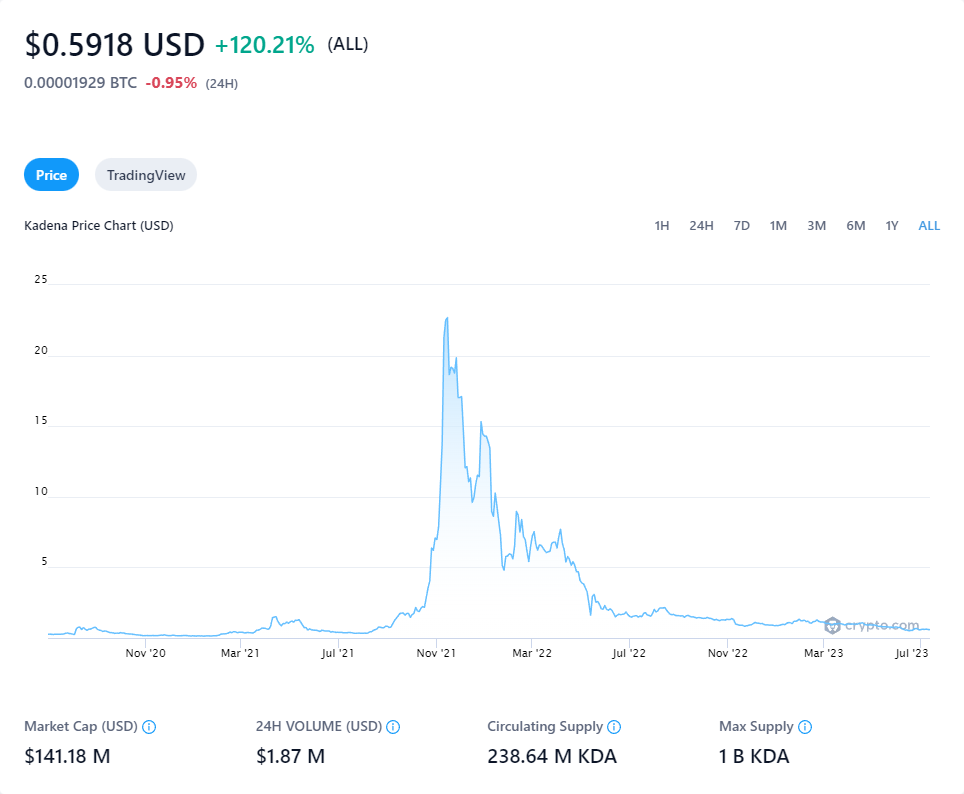 $0.5918 USD +120.21% (ALL)
0.00001929 BTC -0.95% (24H)
Price TradingView
Kadena Price Chart (USD) 1H 24H 7D 1M 3M 6M 1Y ALL
25
20
15
10
5
crypto.com
Nov '20 Mar '21 Jul '21 Nov '21 Mar '22 Jul '22 Nov '22 Mar '23 Jul '23
Market Cap (USD) 24H VOLUME (USD) Circulating Supply Max Supply
$141.18 M $1.87 M 238.64 M KDA 1 B KDA